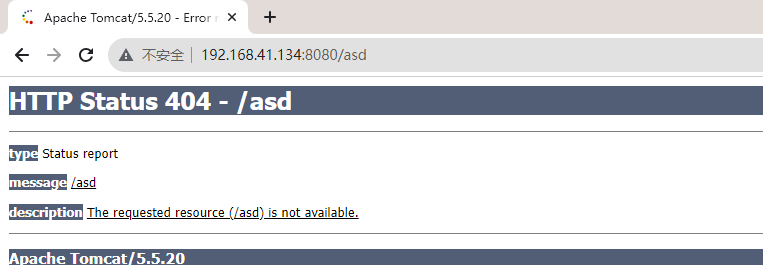 Apache Tomcat/5.5.20 - Error r
不安全 | 192.168.41.134:8080/asd
HTTP Status 404 - /asd
type Status report
message /asd
description The requested resource (/asd) is not available.
Apache Tomcat/5.5.20